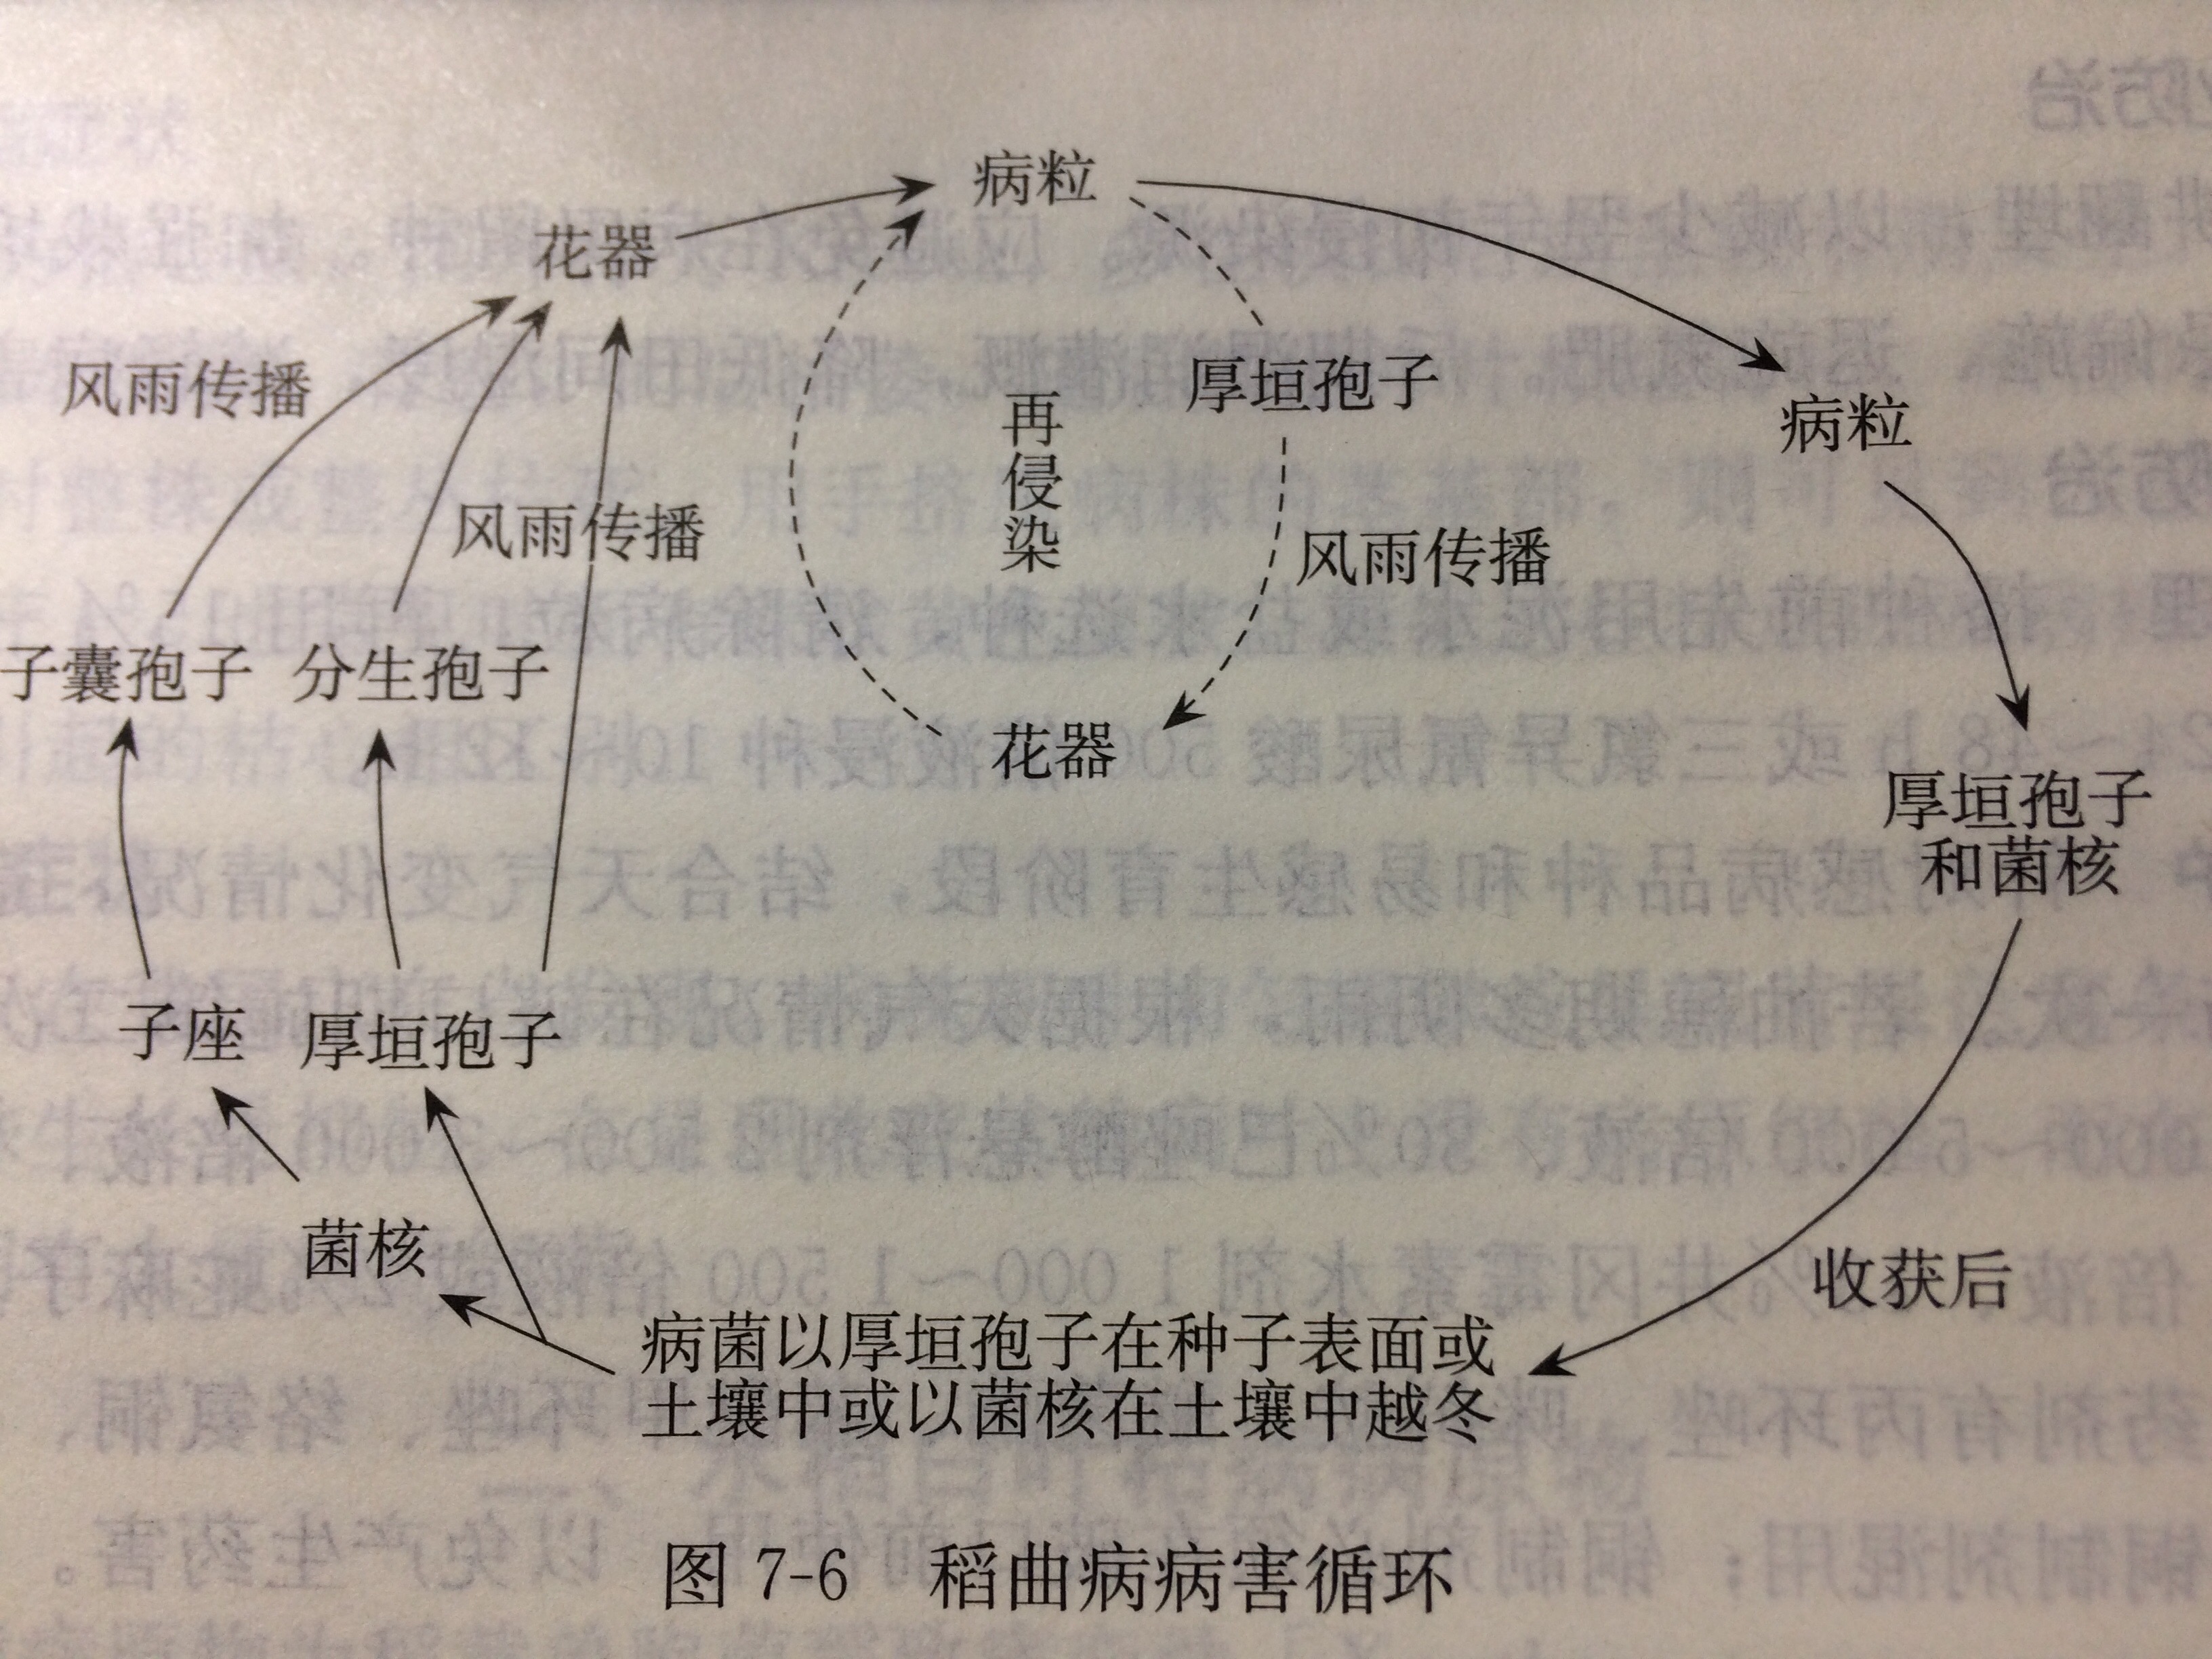 病粒
花器
风雨传播
厚垣孢子
再侵染
病粒
风雨传播
风雨传播
子囊孢子
分生孢子
花器
厚垣孢子
和菌核
子座
厚垣孢子
菌核
收获后
病菌以厚垣孢子在种子表面或
土壤中或以菌核在土壤中越冬
图 7-6 稻曲病病害循环